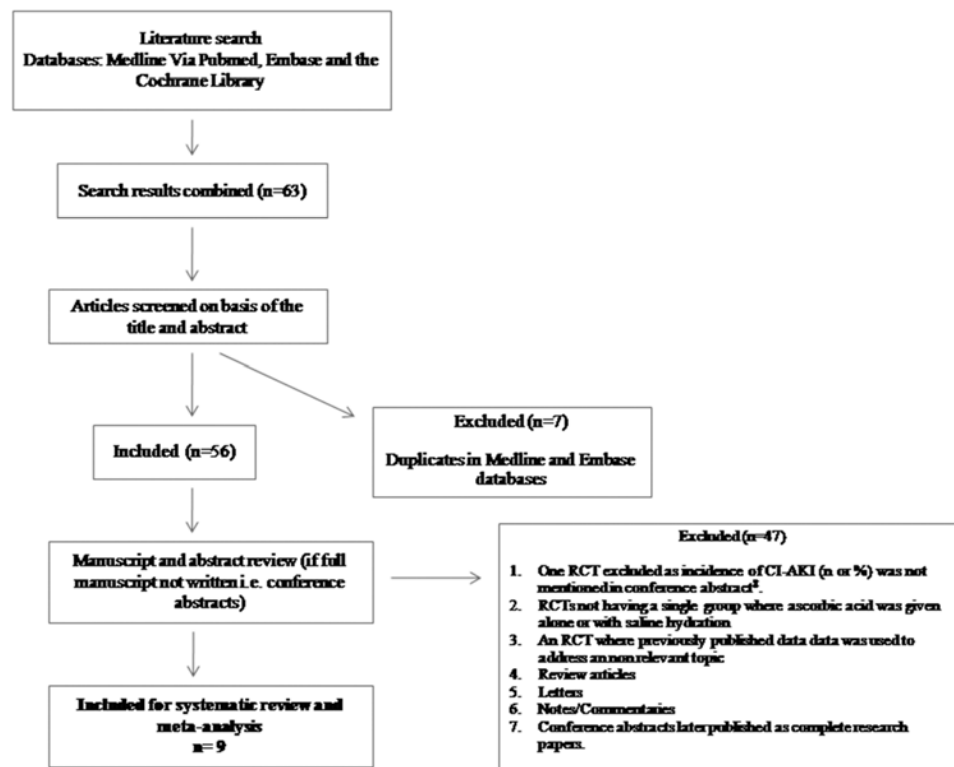 Literature search
Databases: Medline Via Pubmed, Embase and the
Cochrane Library
Search results combined (n=63)
Articles screened on basis of the
title and abstract
Excluded (n=7)
Duplicates in Medline and Embase
databases
Included (n=56)
Manuscript and abstract review (if full
manuscript not written i.e. conference
abstracts)
Excluded (n=47)
1. One RCT excluded as incidence of CI-AKI (n or %) was not
mentioned in conference abstract⁸.
2. RCTs not having a single group where ascorbic acid was given
alone or with saline hydration
3. An RCT where previously published data data was used to
address an non relevant topic
4. Review articles
5. Letters
6. Notes/Commentaries
7. Conference abstracts later published as complete research
papers.
Included for systematic review and
meta-analysis
n= 9